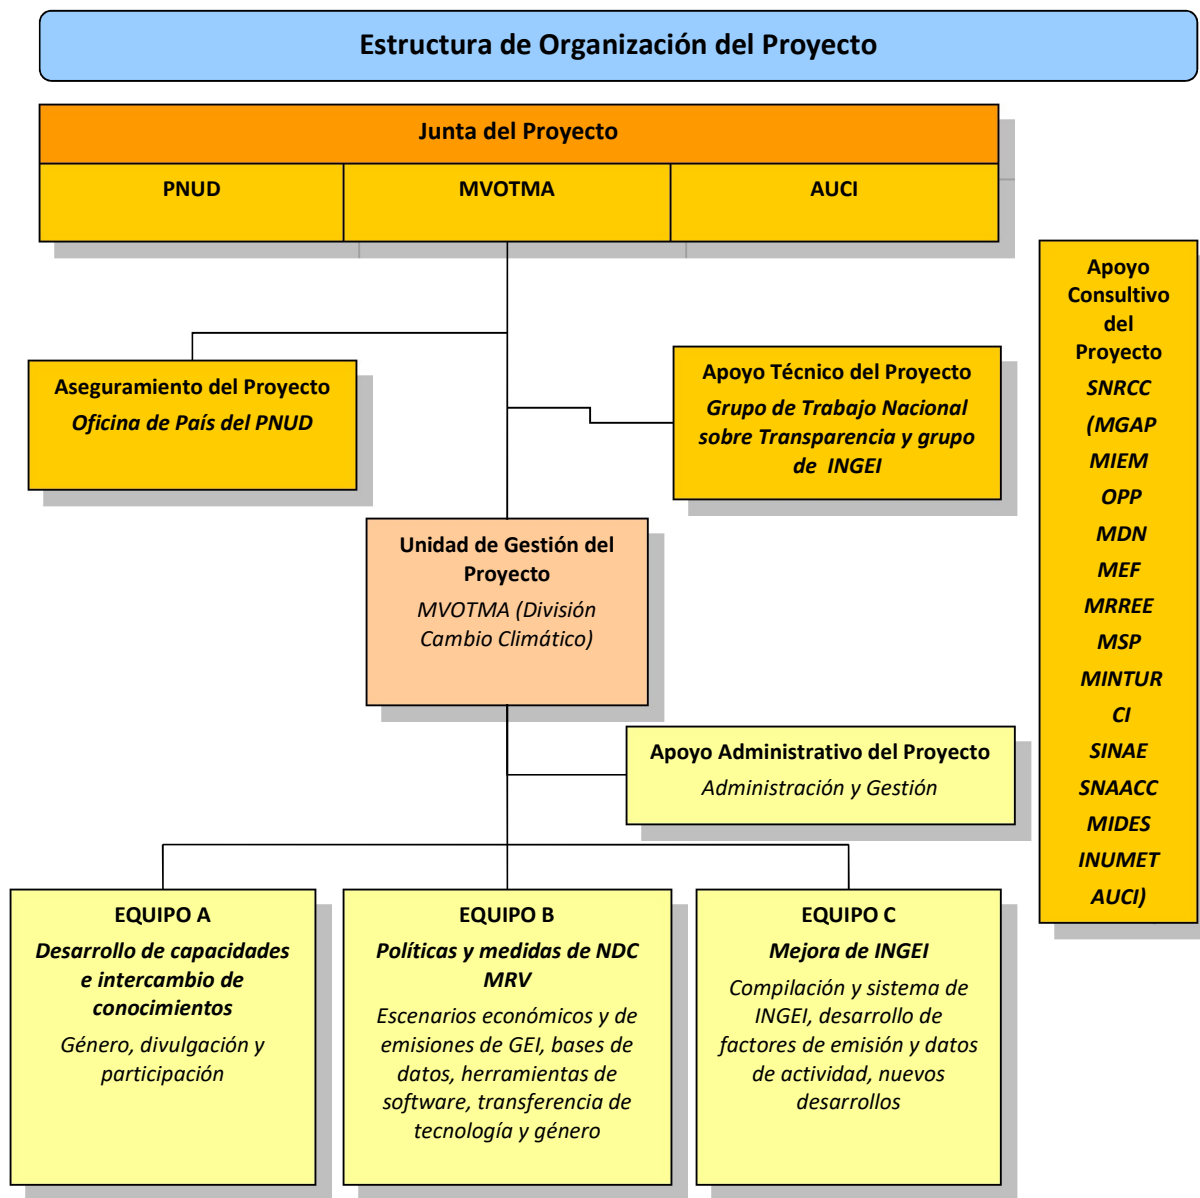 Estructura de Organización del Proyecto
Junta del Proyecto
PNUD
MVOTMA
AUCI
Aseguramiento del Proyecto
Oficina de País del PNUD
Apoyo Técnico del Proyecto
Grupo de Trabajo Nacional
sobre Transparencia y grupo
de INGEI
Apoyo
Consultivo
del
Proyecto
SNRCC
(MGAP
MIEM
OPP
MDN
MEF
MRREE
MSP
MINTUR
CI
SINAE
SNAACC
MIDES
INUMET
AUCI)
Unidad de Gestión del
Proyecto
MVOTMA (División
Cambio Climático)
Apoyo Administrativo del Proyecto
Administración y Gestión
EQUIPO A
Desarrollo de capacidades
e intercambio de
conocimientos
Género, divulgación y
participación
EQUIPO B
Políticas y medidas de NDC
MRV
Escenarios económicos y de
emisiones de GEI, bases de
datos, herramientas de
software, transferencia de
tecnología y género
EQUIPO C
Mejora de INGEI
Compilación y sistema de
INGEI, desarrollo de
factores de emisión y datos
de actividad, nuevos
desarrollos